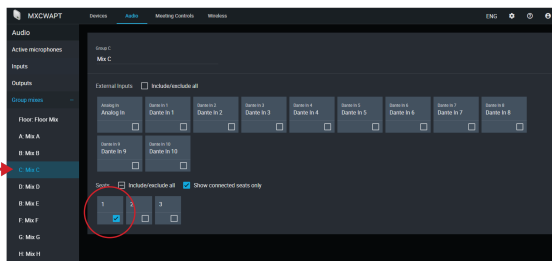 MXCWAPT
Devices Audio Meeting Controls Wireless
ENG
Audio
Active microphones
Inputs
Outputs
Group mixes
Floor: Floor Mix
A: Mix A
B: Mix B
C: Mix C
D: Mix D
E: Mix E
F: Mix F
G: Mix G
H: Mix H
Group C
Mix C
External Inputs Include/exclude all
Analog In Dante In 1 Dante In 2 Dante In 3 Dante In 4 Dante In 5 Dante In 6 Dante In 7 Dante In 8
Analog In Dante In 1 Dante In 2 Dante In 3 Dante In 4 Dante In 5 Dante In 6 Dante In 7 Dante In 8
Dante In 9 Dante In 10
Dante In 9 Dante In 10
Seats Include/exclude all Show connected seats only
1 2 3